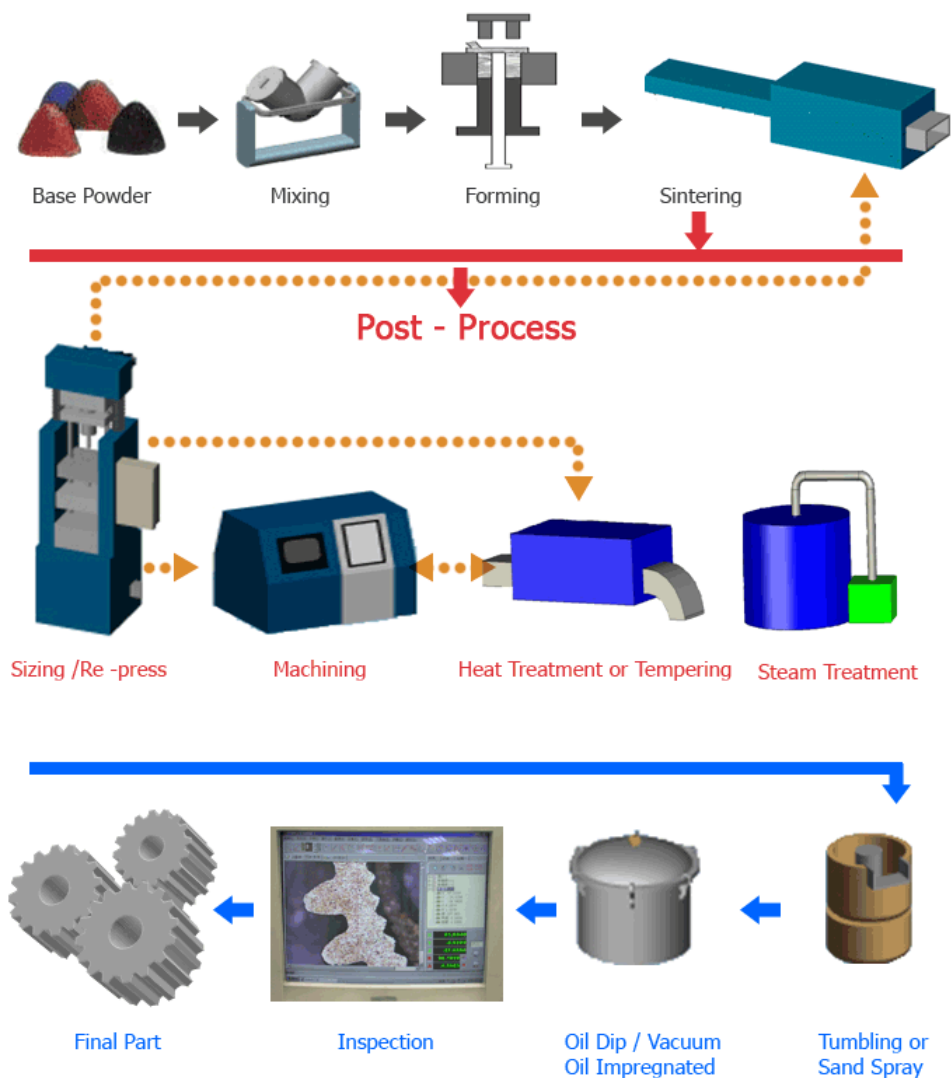 Base Powder
Mixing
Forming
Sintering
Post - Process
Sizing /Re -press
Machining
Heat Treatment or Tempering
Steam Treatment
Final Part
Inspection
Oil Dip / Vacuum
Oil Impregnated
Tumbling or
Sand Spray